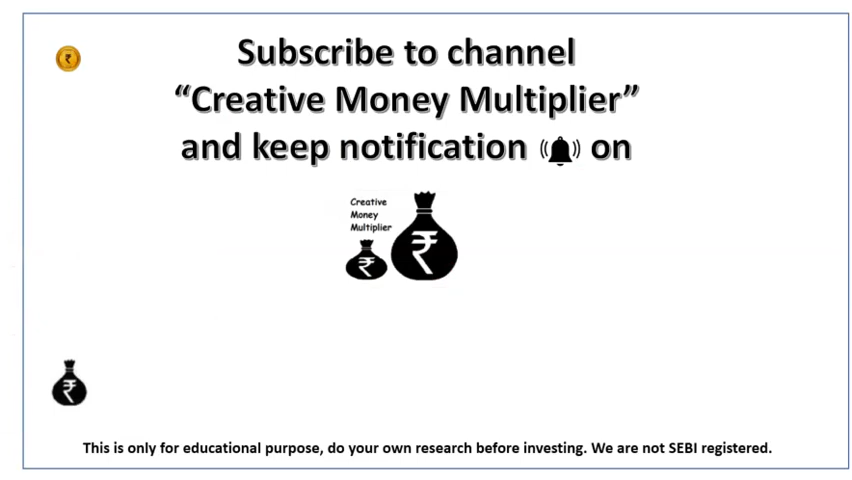 Subscribe to channel
“Creative Money Multiplier”
and keep notification on
Creative
Money
Multiplier
₹
₹
₹
₹
This is only for educational purpose, do your own research before investing. We are not SEBI registered.